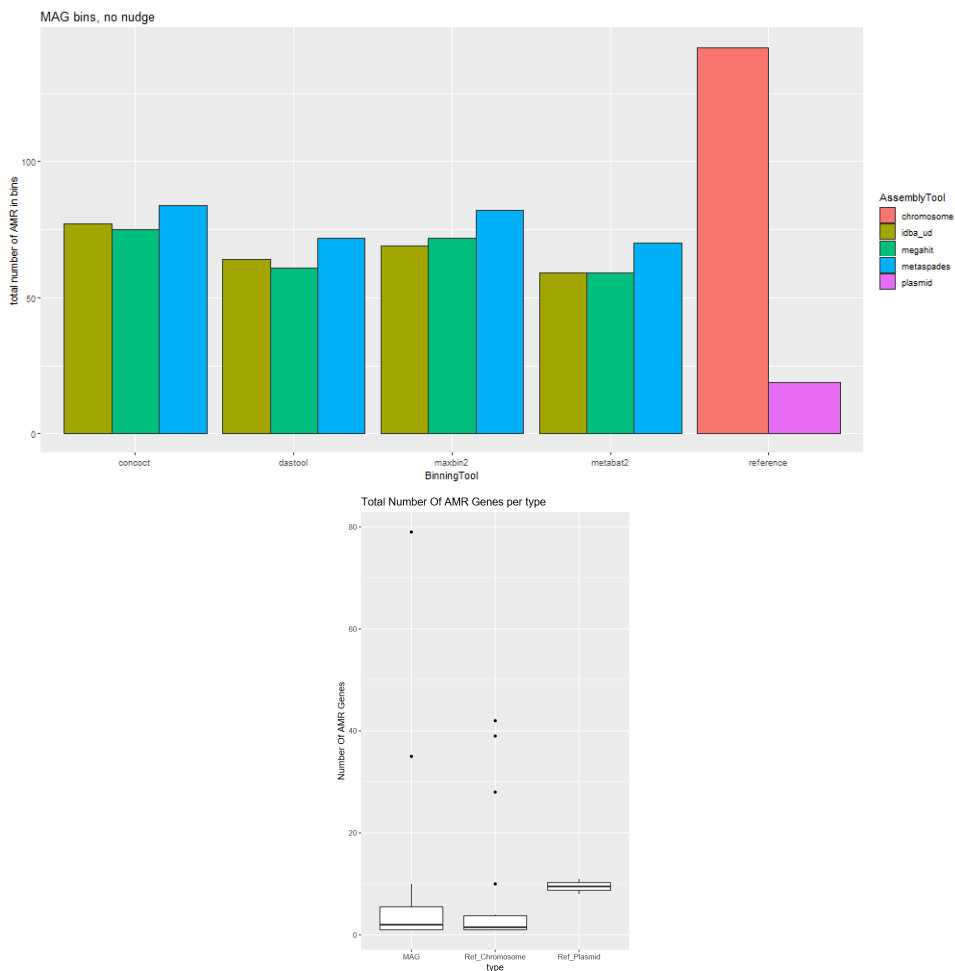 MAG bins, no nudge
total number of AMR in bins
100
50
0
concoct
dastool
maxbin2
metabat2
reference
BinningTool
AssemblyTool
chromosome
idba_ud
megahit
metaspades
plasmid
Total Number Of AMR Genes per type
Number Of AMR Genes
80
60
40
20
0
MAG
Ref_Chromosome
Ref_Plasmid
type